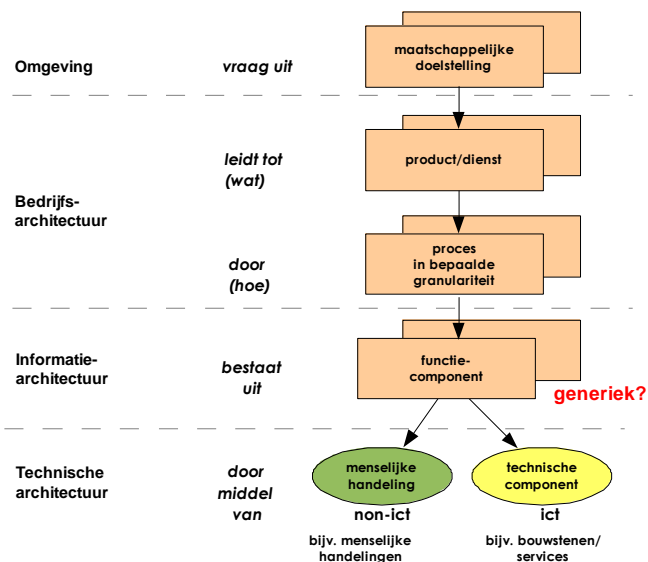 maatschappelijke
doelstelling
Omgeving
vraag uit
leidt tot
(wat)
product/dienst
Bedrijfs-
architectuur
proces
in bepaalde
granulariteit
door
(hoe)
Informatie-
architectuur
bestaat
uit
functie-
component
generiek?
Technische
architectuur
door
middel
van
menselijke
handeling
technische
component
non-ict
ict
bijv. menselijke
handelingen
bijv. bouwstenen/
services